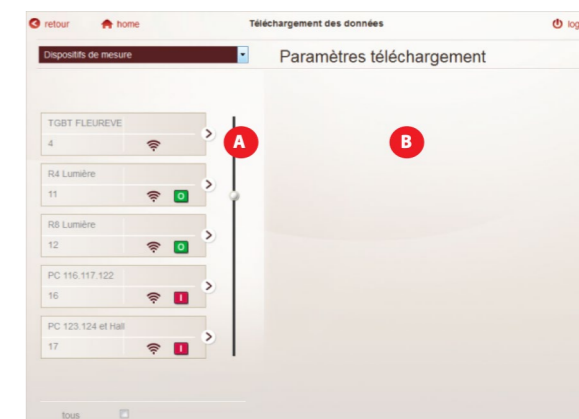 retour home Téléchargement des données log
Dispositifs de mesure Paramètres téléchargement
TGBT FLEUREVE
4
A B
R4 Lumière
11 O
R8 Lumière
12 O
PC 116.117.122
16 I
PC 123.124 et Hall
17 I
tous